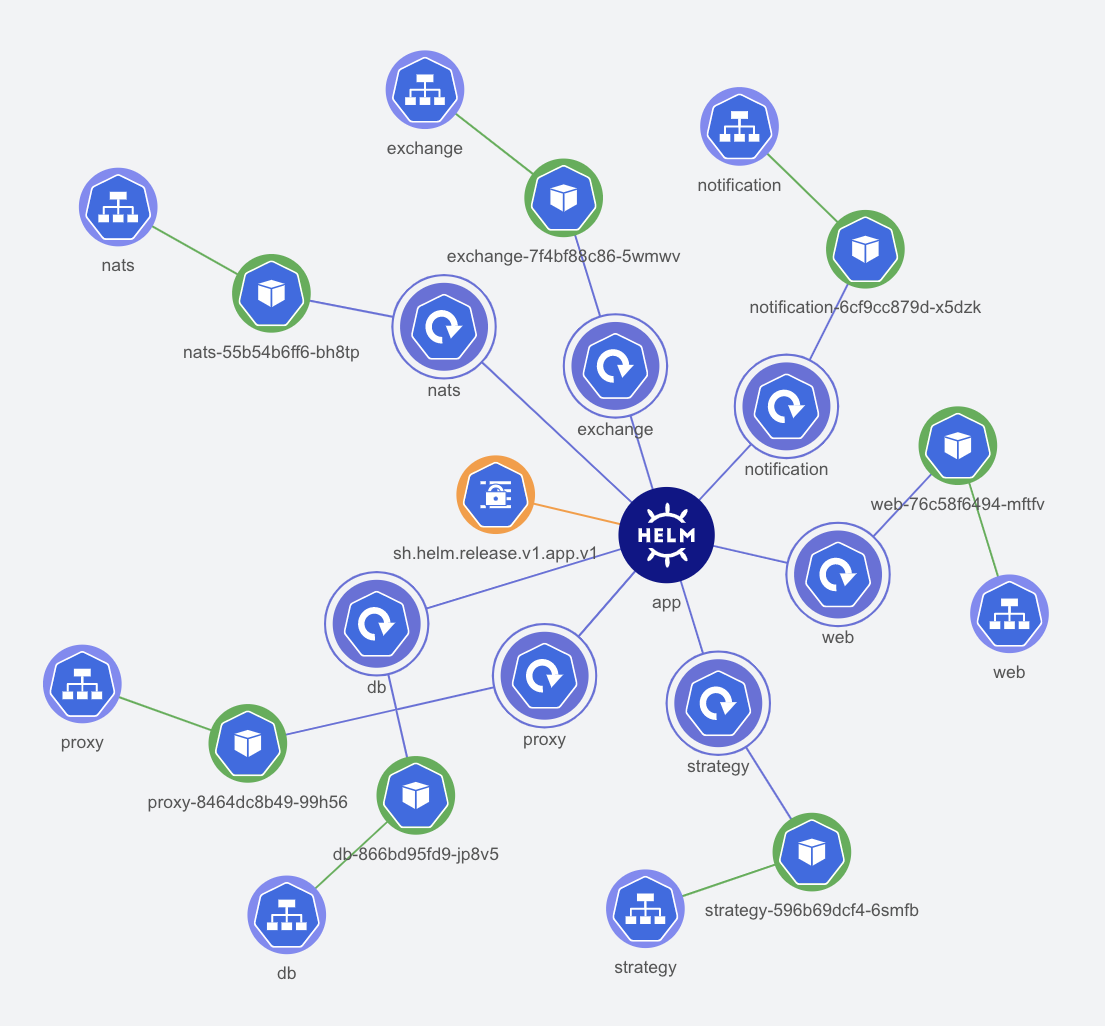 exchange
notification
nats
exchange-7f4bf88c86-5wmwv
notification-6cf9cc879d-x5dzk
nats-55b54b6ff6-bh8tp
nats
exchange
notification
web-76c58f6494-mftfv
HELM
sh.helm.release.v1.app.v1
app
web
web
db
proxy
proxy
strategy
proxy-8464dc8b49-99h56
db-866bd95fd9-jp8v5
strategy-596b69dcf4-6smfb
strategy
db